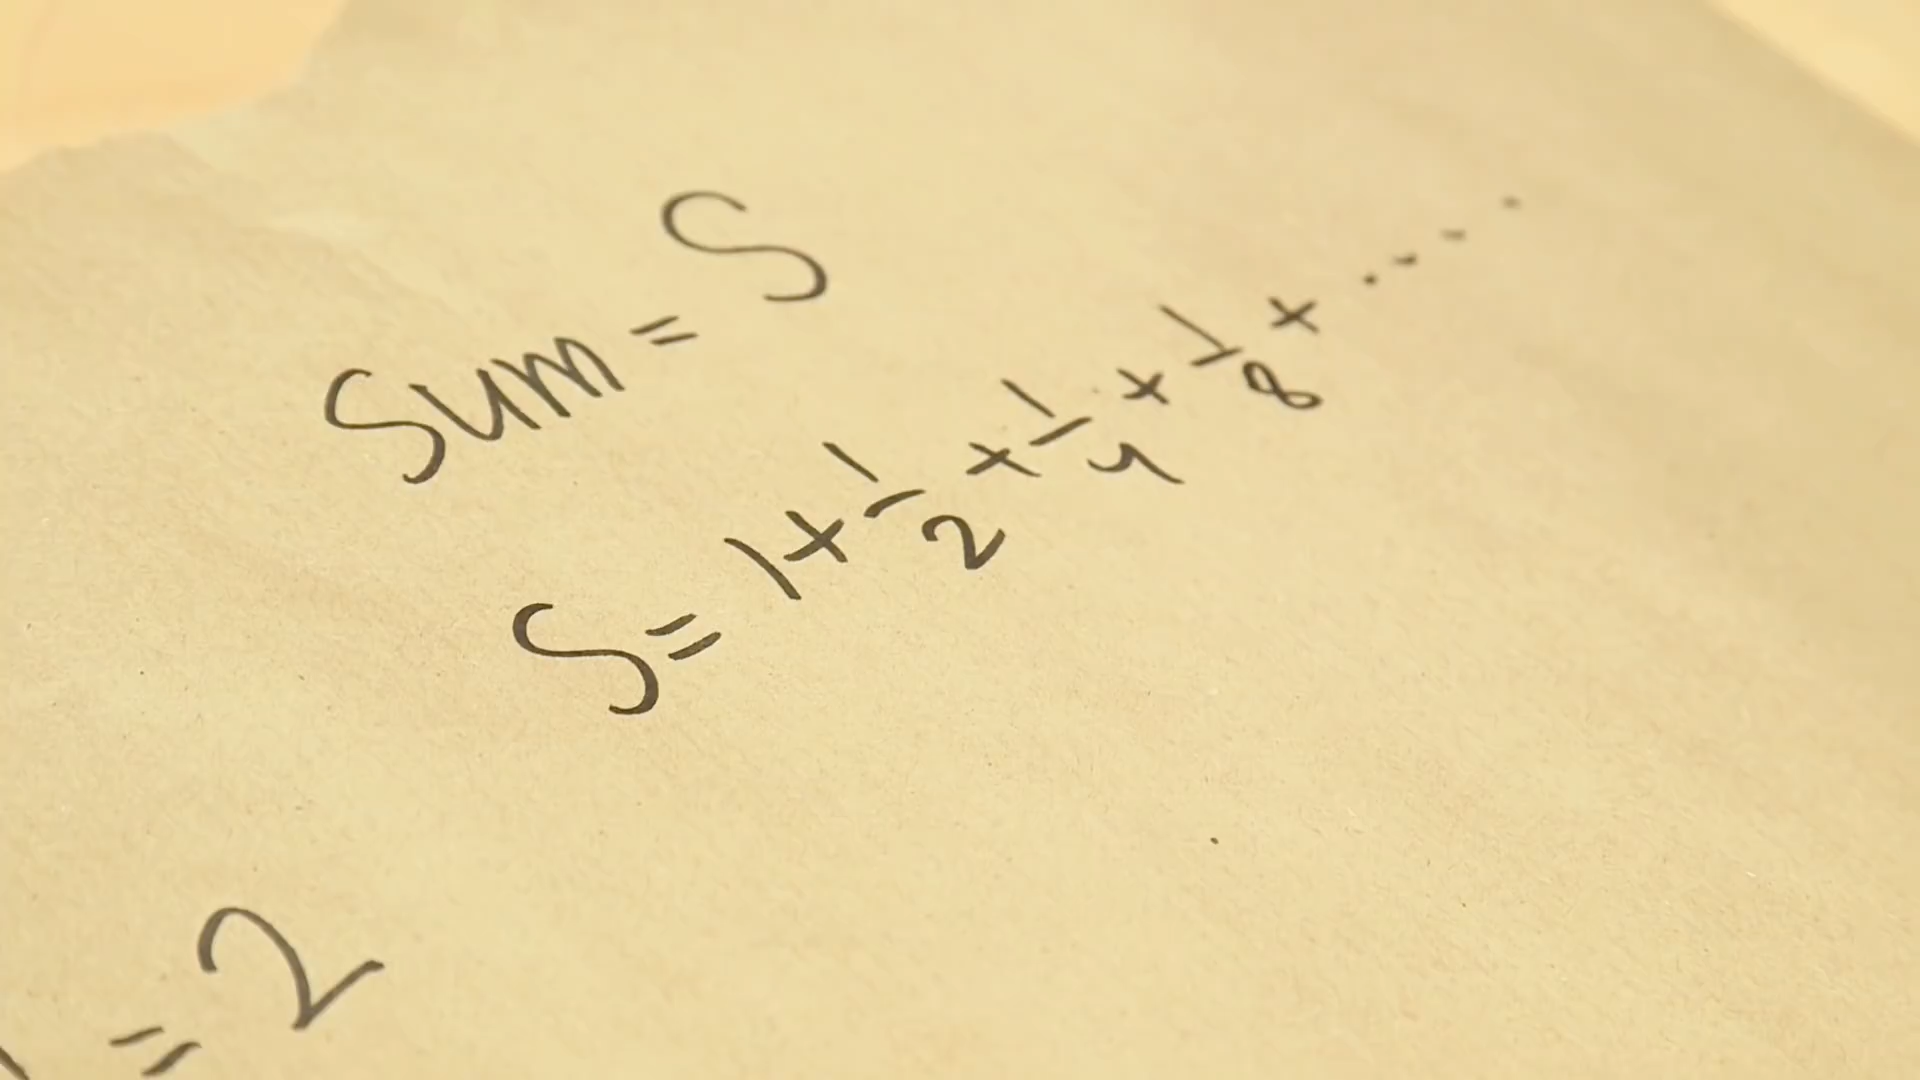 Sum = S
S = 1 + 1/2 + 1/4 + 1/8 + ....
= 2